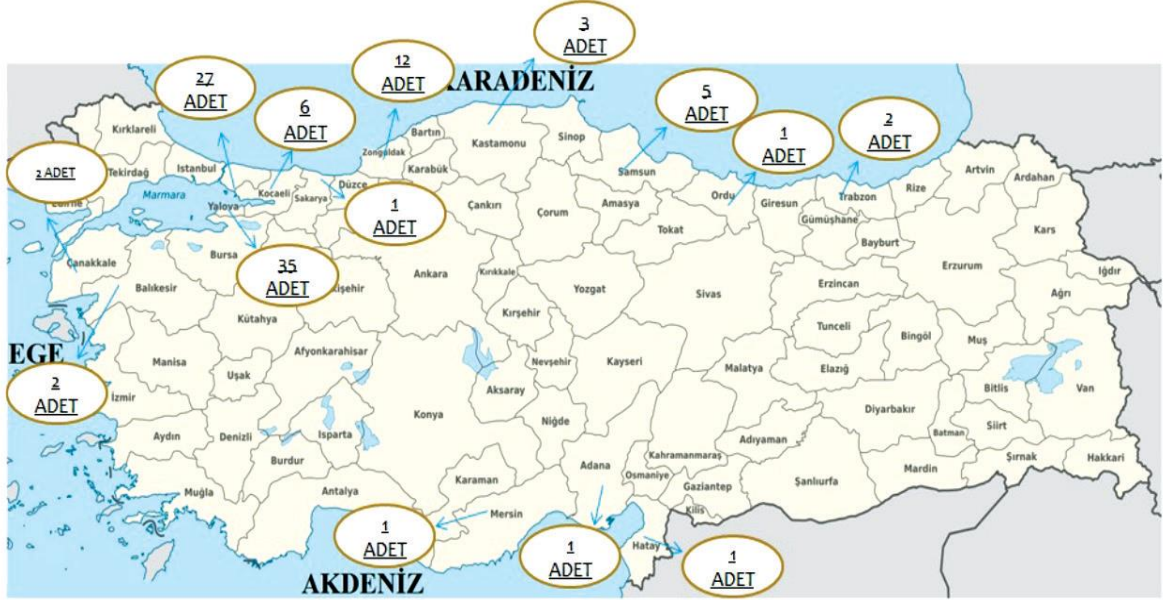 3
ADET
12
ADET
27
ADET
KARADENİZ
6
ADET
5
ADET
1
ADET
2
ADET
2 ADET
Kırklareli
Tekirdağ
Istanbul
Edirne
Marmara
Yalova
Kocaeli
Sakarya
Düzce
Zonguldak
Bartın
Karabük
Kastamonu
Sinop
Samsun
Ordu
Giresun
Trabzon
Rize
Artvin
Ardahan
Gümüşhane
Bayburt
Kars
Iğdır
Ağrı
Erzurum
Çankırı
Çorum
Amasya
Tokat
1
ADET
35
ADET
Çanakkale
Bursa
Balıkesir
kişehir
Kütahya
Ankara
Kırıkkale
Yozgat
Sivas
Erzincan
Kırşehir
Tunceli
Bingöl
Muş
EGE
Manisa
Uşak
Afyonkarahisar
Nevşehir
Kayseri
Malatya
Elazığ
Bitlis
Van
2
ADET
İzmir
Aksaray
Konya
Niğde
Diyarbakır
Batman
Siirt
Aydın
Denizli
Isparta
Burdur
Adıyaman
Kahramanmaraş
Adana
Osmaniye
Gaziantep
Kilis
Şanlıurfa
Mardin
Şırnak
Hakkari
Muğla
Antalya
Karaman
Mersin
Hatay
1
ADET
1
ADET
1
ADET
AKDENİZ